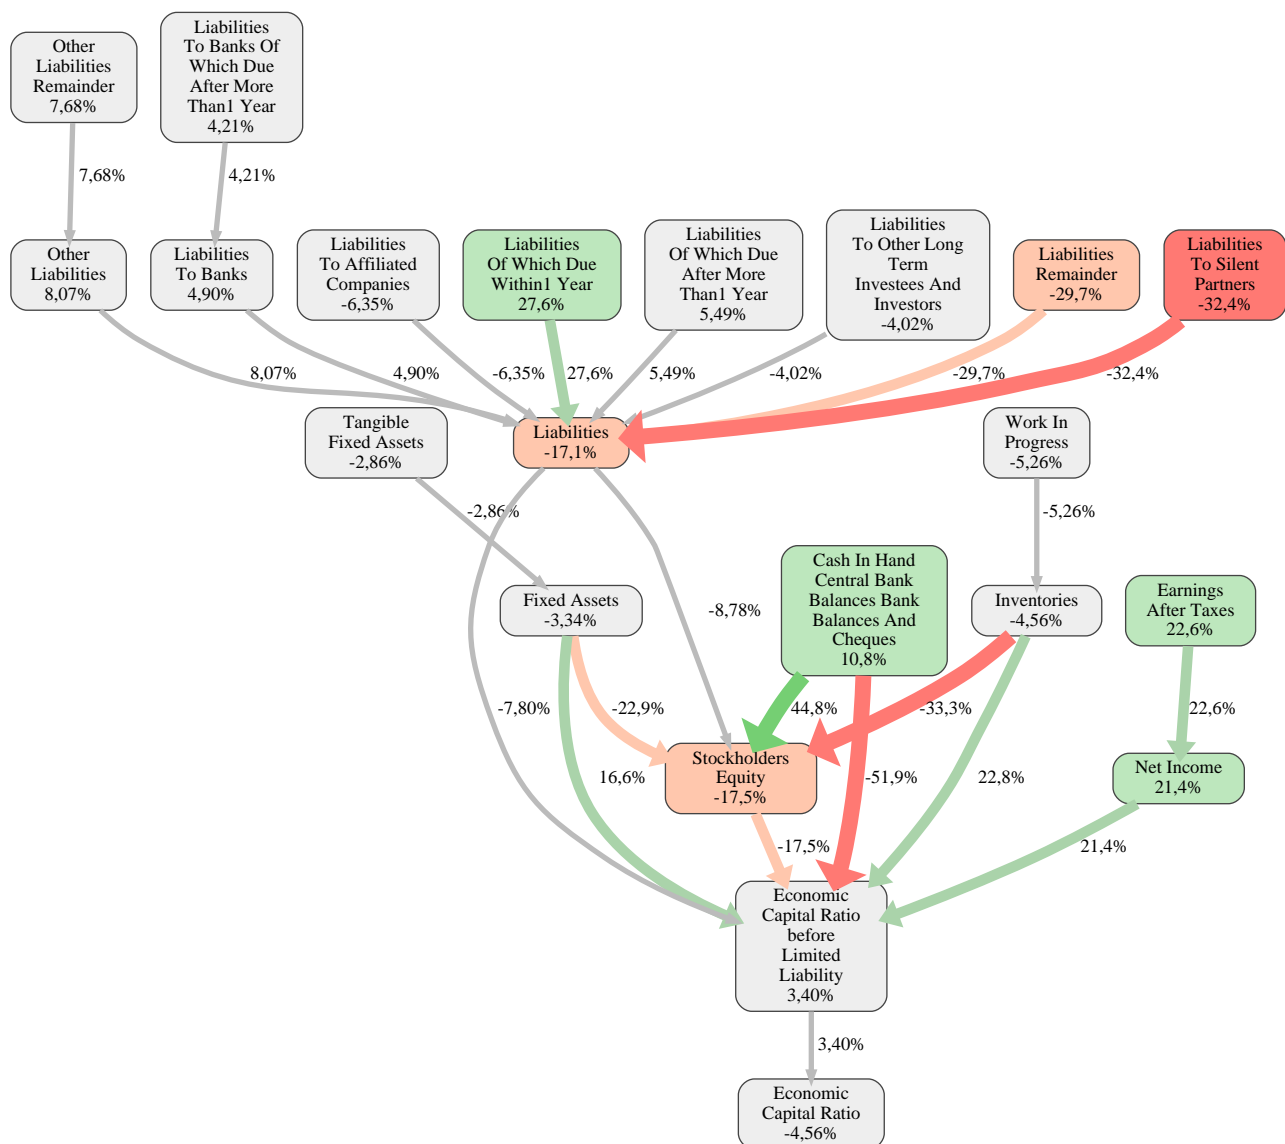 Other
Liabilities
Remainder
7,68%
Liabilities
To Banks Of
Which Due
After More
Than1 Year
4,21%
7,68%
4,21%
Other
Liabilities
8,07%
Liabilities
To Banks
4,90%
Liabilities
To Affiliated
Companies
-6,35%
Liabilities
Of Which Due
Within1 Year
27,6%
Liabilities
Of Which Due
After More
Than1 Year
5,49%
Liabilities
To Other Long
Term
Investees And
Investors
-4,02%
Liabilities
Remainder
-29,7%
Liabilities
To Silent
Partners
-32,4%
8,07%
4,90%
-6,35%
27,6%
5,49%
-4,02%
-29,7%
-32,4%
Tangible
Fixed Assets
-2,86%
Liabilities
-17,1%
Work In
Progress
-5,26%
-2,86%
-5,26%
Fixed Assets
-3,34%
-8,78%
Cash In Hand
Central Bank
Balances Bank
Balances And
Cheques
10,8%
Inventories
-4,56%
Earnings
After Taxes
22,6%
-7,80%
-22,9%
44,8%
-33,3%
22,6%
Stockholders
Equity
-17,5%
Net Income
21,4%
16,6%
-51,9%
22,8%
-17,5%
21,4%
Economic
Capital Ratio
before
Limited
Liability
3,40%
3,40%
Economic
Capital Ratio
-4,56%